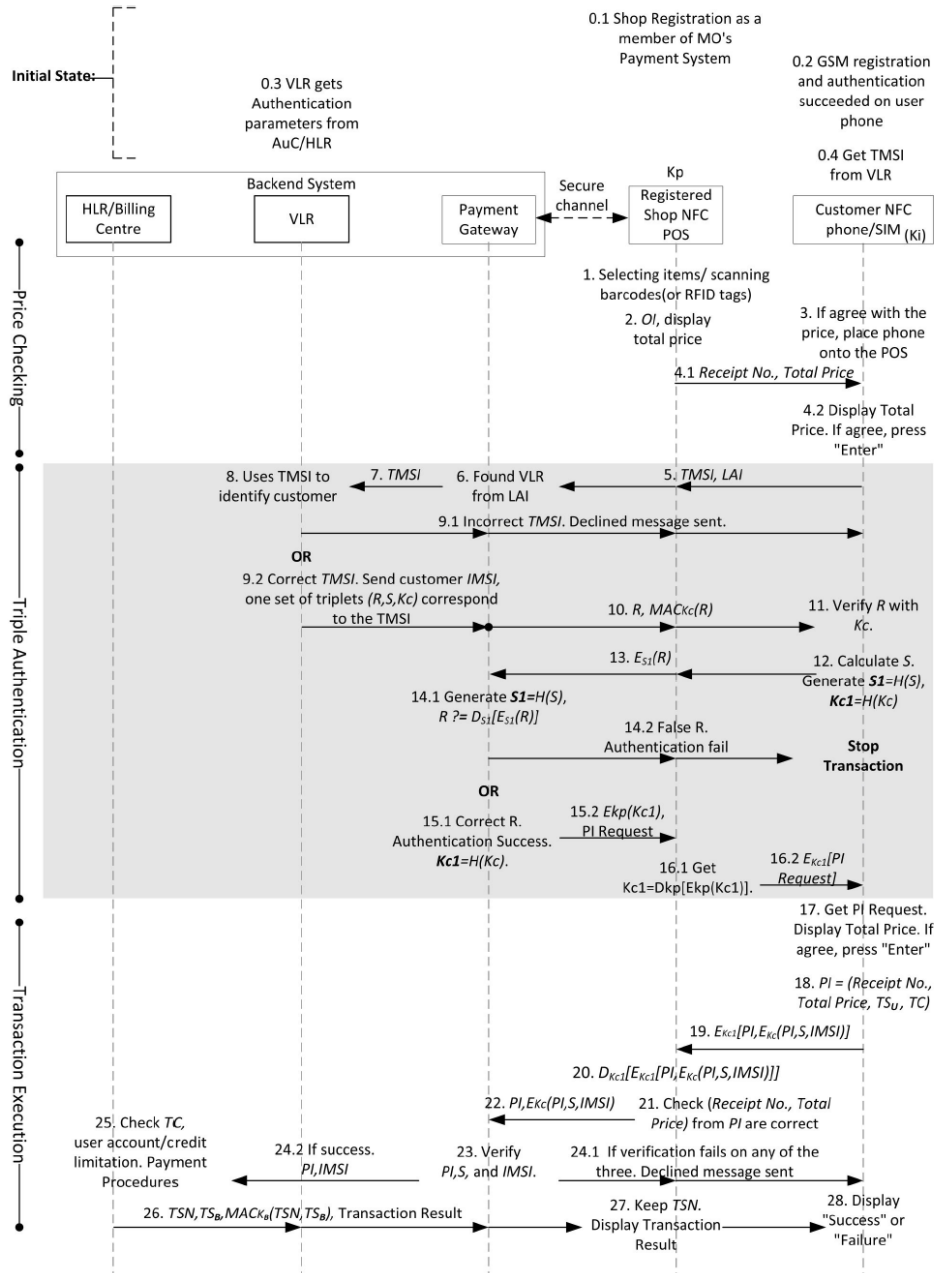 0.1 Shop Registration as a
member of MO's
Payment System
Initial State:
0.2 GSM registration
and authentication
succeeded on user
phone
0.3 VLR gets
Authentication
parameters from
AuC/HLR
0.4 Get TMSI
from VLR
Backend System
HLR/Billing
Centre
VLR
Payment
Gateway
Secure
channel
Kp
Registered
Shop NFC
POS
Customer NFC
phone/SIM (Ki)
Price Checking
1. Selecting items/ scanning
barcodes(or RFID tags)
2. OI, display
total price
3. If agree with the
price, place phone
onto the POS
4.1 Receipt No., Total Price
4.2 Display Total
Price. If agree, press
"Enter"
Triple Authentication
8. Uses TMSI to
identify customer
7. TMSI
6. Found VLR
from LAI
5. TMSI, LAI
9.1 Incorrect TMSI. Declined message sent.
OR
9.2 Correct TMSI. Send customer IMSI,
one set of triplets (R,S,Kc) correspond
to the TMSI
10. R, MACKc(R)
11. Verify R with
Kc.
13. ES1(R)
12. Calculate S.
Generate S1=H(S),
Kc1=H(Kc)
14.1 Generate S1=H(S),
R ?= DS1[ES1(R)]
14.2 False R.
Authentication fail
Stop
Transaction
OR
15.1 Correct R.
Authentication Success.
Kc1=H(Kc).
15.2 Ekp(Kc1),
PI Request
16.1 Get
Kc1=Dkp[Ekp(Kc1)].
16.2 EKc1[PI
Request]
Transaction Execution
17. Get PI Request.
Display Total Price. If
agree, press "Enter"
18. PI = (Receipt No.,
Total Price, TSU, TC)
19. EKc1[PI,EKc(PI,S,IMSI)]
20. DKc1[EKc1[PI,EKc(PI,S,IMSI)]]
22. PI,EKc(PI,S,IMSI)
21. Check (Receipt No., Total
Price) from PI are correct
25. Check TC,
user account/credit
limitation. Payment
Procedures
24.2 If success.
PI,IMSI
23. Verify
PI,S, and IMSI.
24.1 If verification fails on any of the
three. Declined message sent
26. TSN,TSB,MACKB(TSN,TSB), Transaction Result
27. Keep TSN.
Display Transaction
Result
28. Display
"Success" or
"Failure"